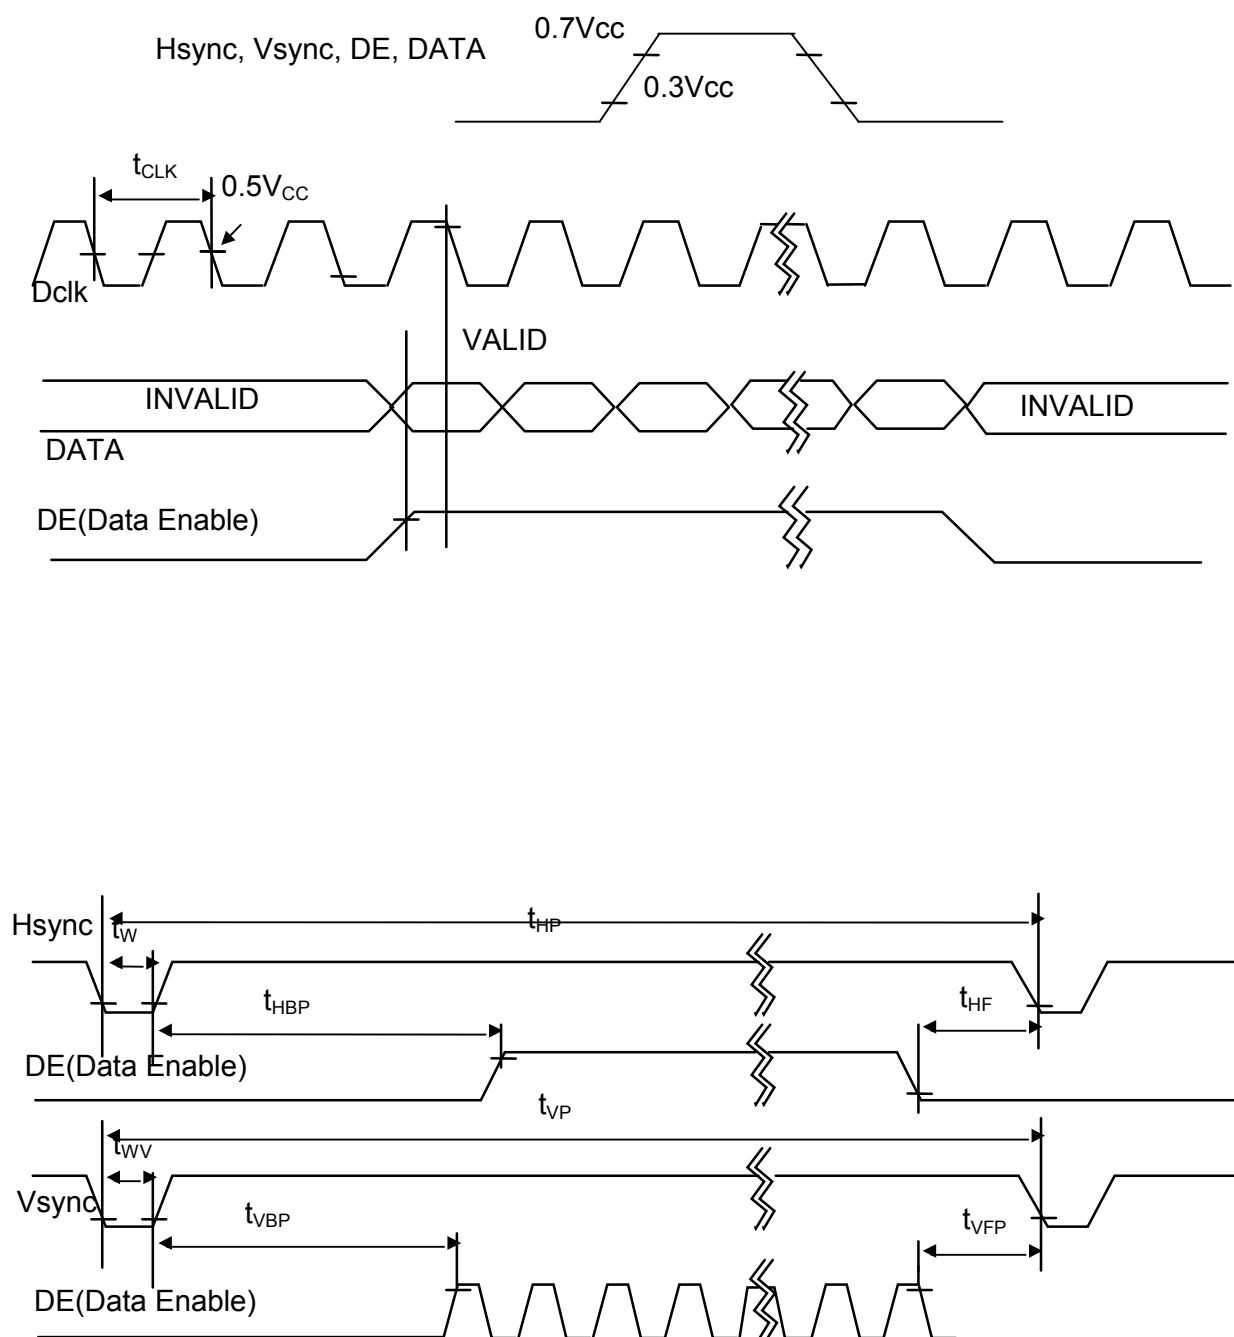 0.7Vcc
Hsync, Vsync, DE, DATA
0.3Vcc
tCLK
0.5VCC
Dclk
VALID
INVALID
INVALID
DATA
DE(Data Enable)
Hsync
tW
tHP
tHBP
tHF
DE(Data Enable)
tVP
tWV
Vsync
tVBP
tVFP
DE(Data Enable)